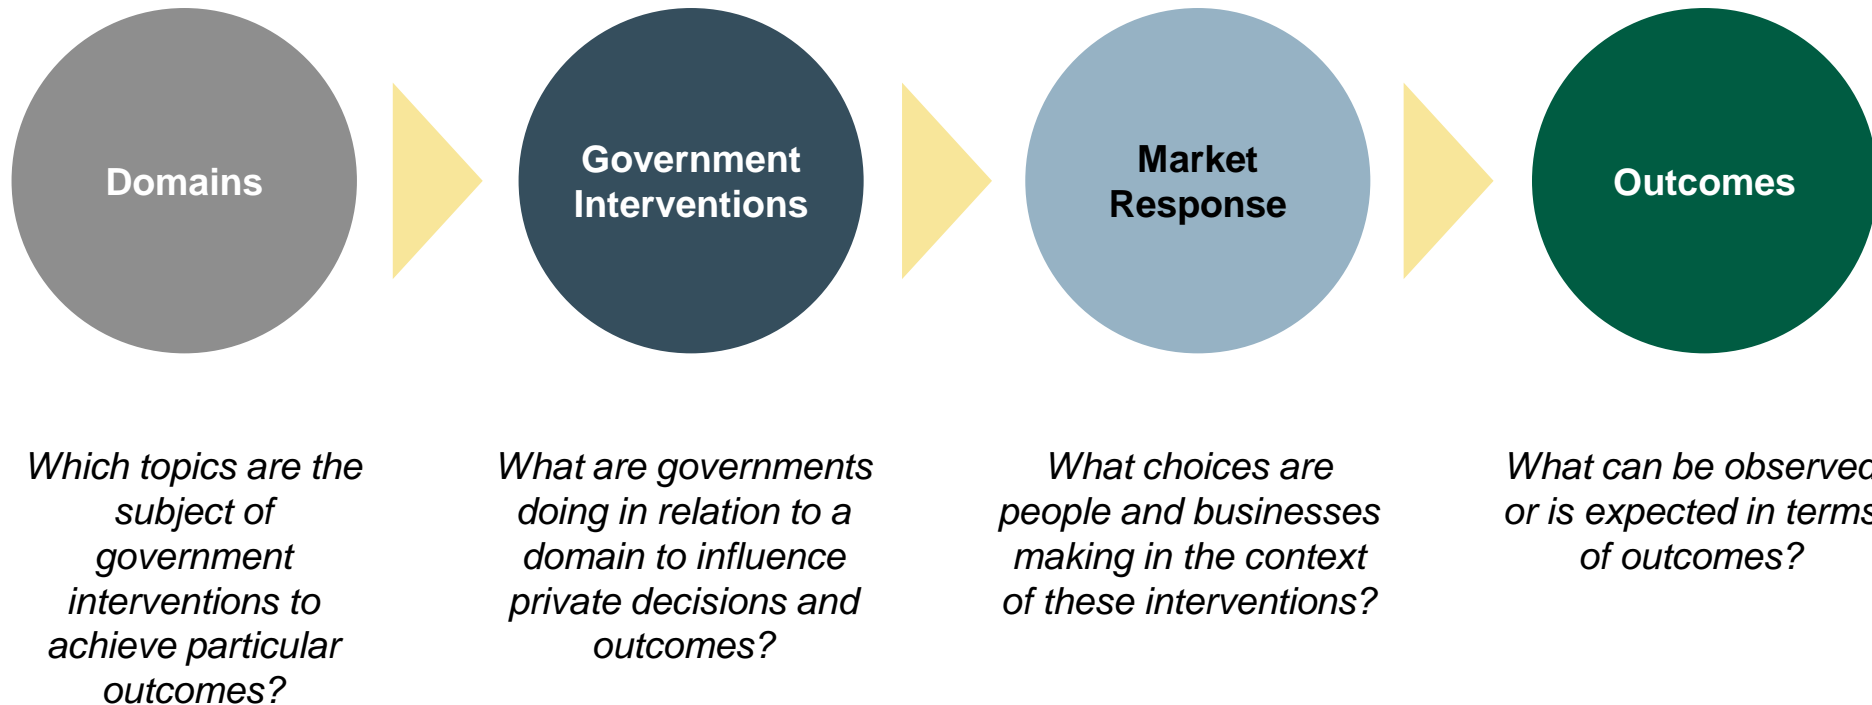 Domains
Government
Interventions
Market
Response
Outcomes
Which topics are the
subject of
government
interventions to
achieve particular
outcomes?
What are governments
doing in relation to a
domain to influence
private decisions and
outcomes?
What choices are
people and businesses
making in the context
of these interventions?
What can be observed
or is expected in terms
of outcomes?